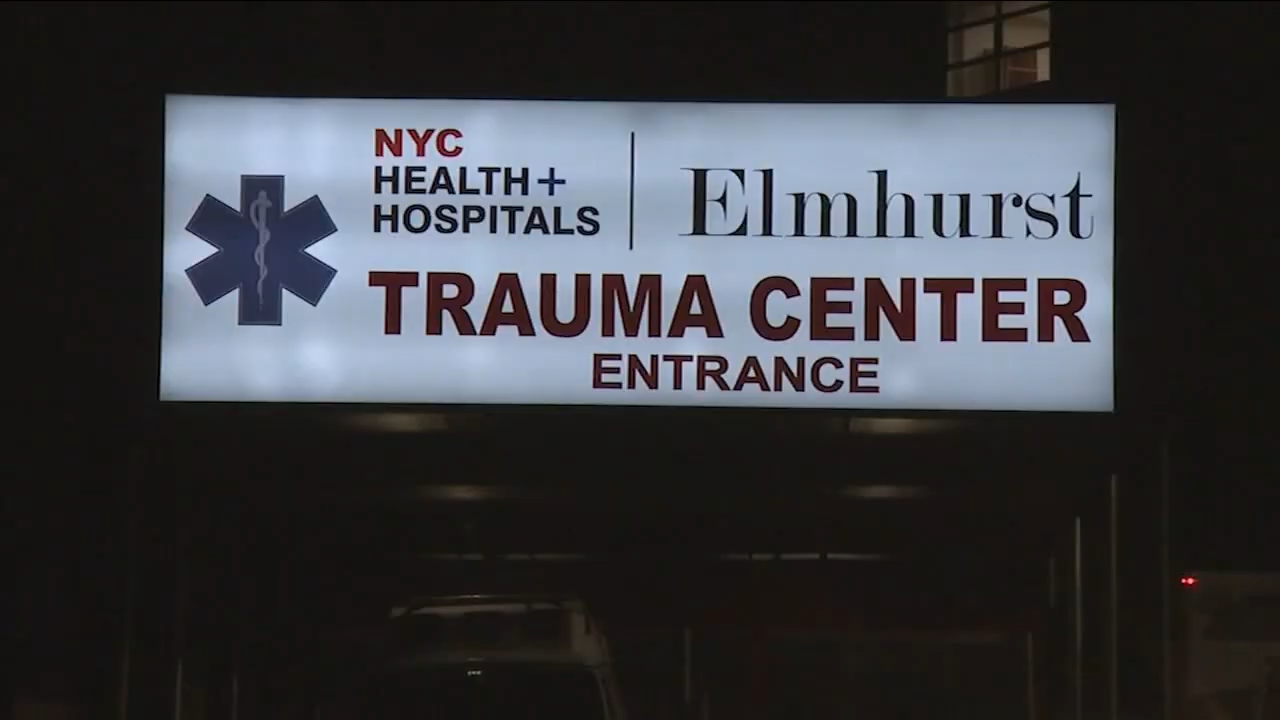 NYC
HEALTH+
HOSPITALS
Elmhurst
TRAUMA CENTER
ENTRANCE